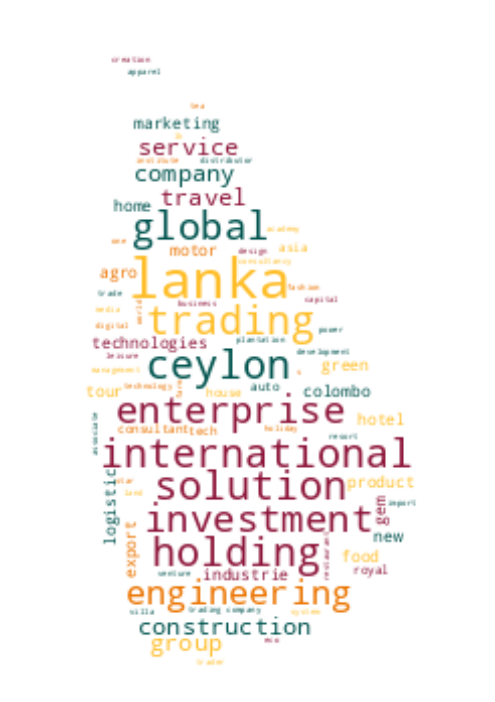 creation
apparel
tea
marketing
service
institute distributor
company
travel
home
global academy
one
motor design asia
consultancy
agro lanka fashion
trade business capital
media world trading
digital power
technologies plantation
leisure ceylon development
management green
technology farm auto
tour house colombo
enterprise hotel
associate consultant tech holiday
resort
international
star solution product
land import
logistic investment gem
new
export holding restaurant food
venture industrie royal
engineering
villa trading company system
construction
group eco
trader